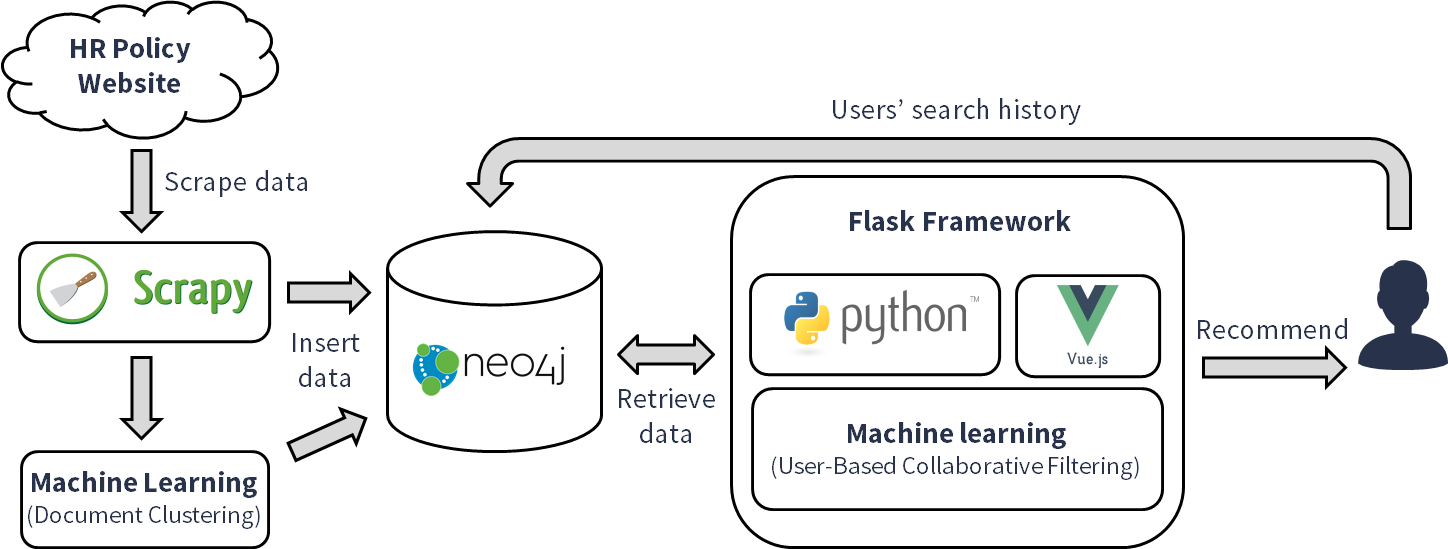 HR Policy
Website
Users’ search history
Scrape data
Flask Framework
Scrapy
Insert
data
neo4j
Retrieve
data
python™
Vue.js
Recommend
Machine learning
(User-Based Collaborative Filtering)
Machine Learning
(Document Clustering)